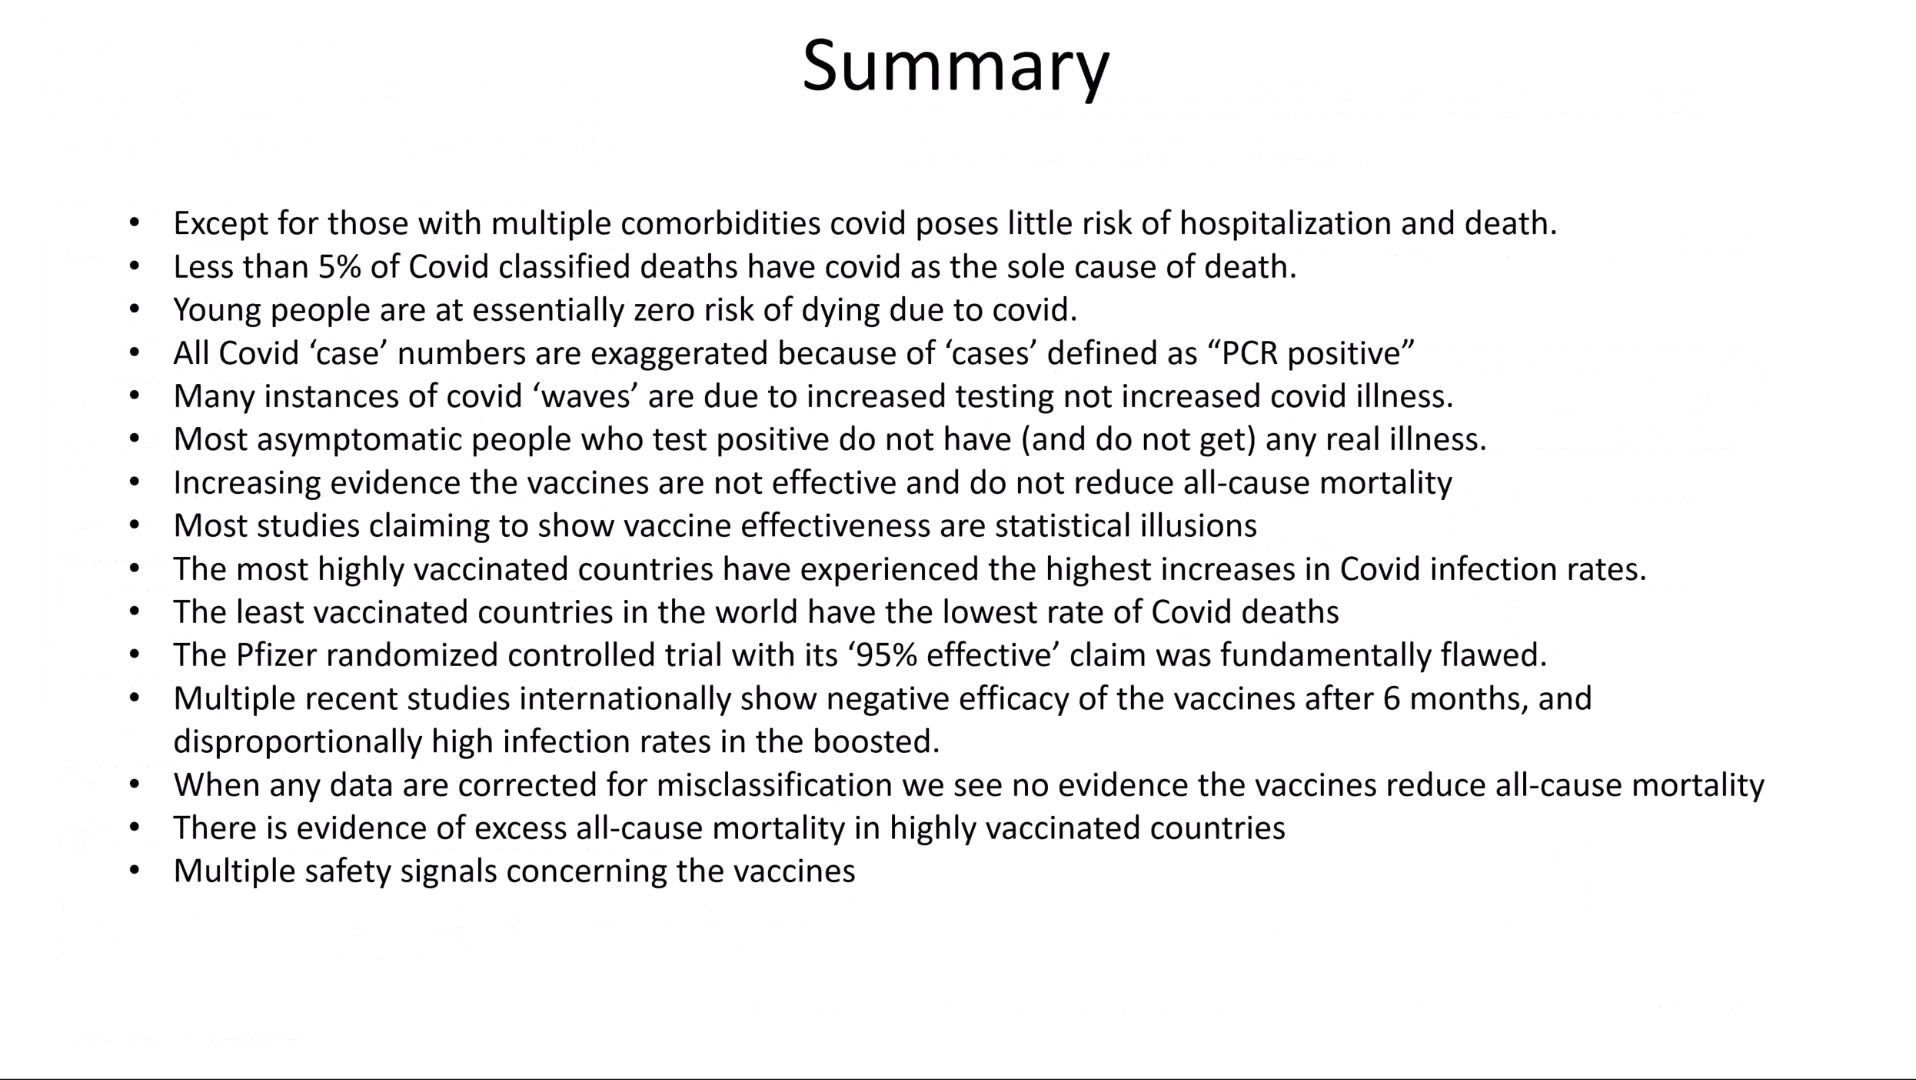 Summary
• Except for those with multiple comorbidities covid poses little risk of hospitalization and death.
• Less than 5% of Covid classified deaths have covid as the sole cause of death.
• Young people are at essentially zero risk of dying due to covid.
• All Covid ‘case’ numbers are exaggerated because of ‘cases’ defined as “PCR positive”
• Many instances of covid ‘waves’ are due to increased testing not increased covid illness.
• Most asymptomatic people who test positive do not have (and do not get) any real illness.
• Increasing evidence the vaccines are not effective and do not reduce all-cause mortality
• Most studies claiming to show vaccine effectiveness are statistical illusions
• The most highly vaccinated countries have experienced the highest increases in Covid infection rates.
• The least vaccinated countries in the world have the lowest rate of Covid deaths
• The Pfizer randomized controlled trial with its ‘95% effective’ claim was fundamentally flawed.
• Multiple recent studies internationally show negative efficacy of the vaccines after 6 months, and
disproportionally high infection rates in the boosted.
• When any data are corrected for misclassification we see no evidence the vaccines reduce all-cause mortality
• There is evidence of excess all-cause mortality in highly vaccinated countries
• Multiple safety signals concerning the vaccines